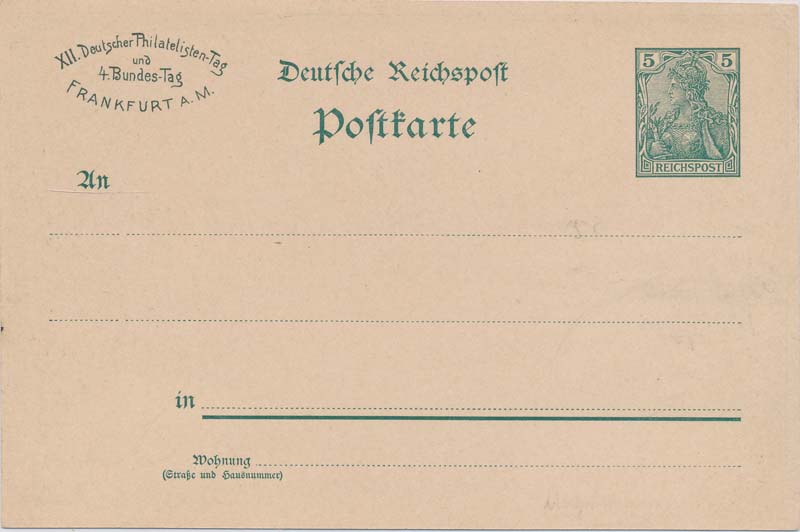 XII. Deutscher Philatelisten-Tag
und
4. Bundes-Tag
FRANKFURT A. M.
Deutſche Reichspoſt
Poſtkarte
5 5
REICHSPOST
An
in
Wohnung
(Straße und Hausnummer)